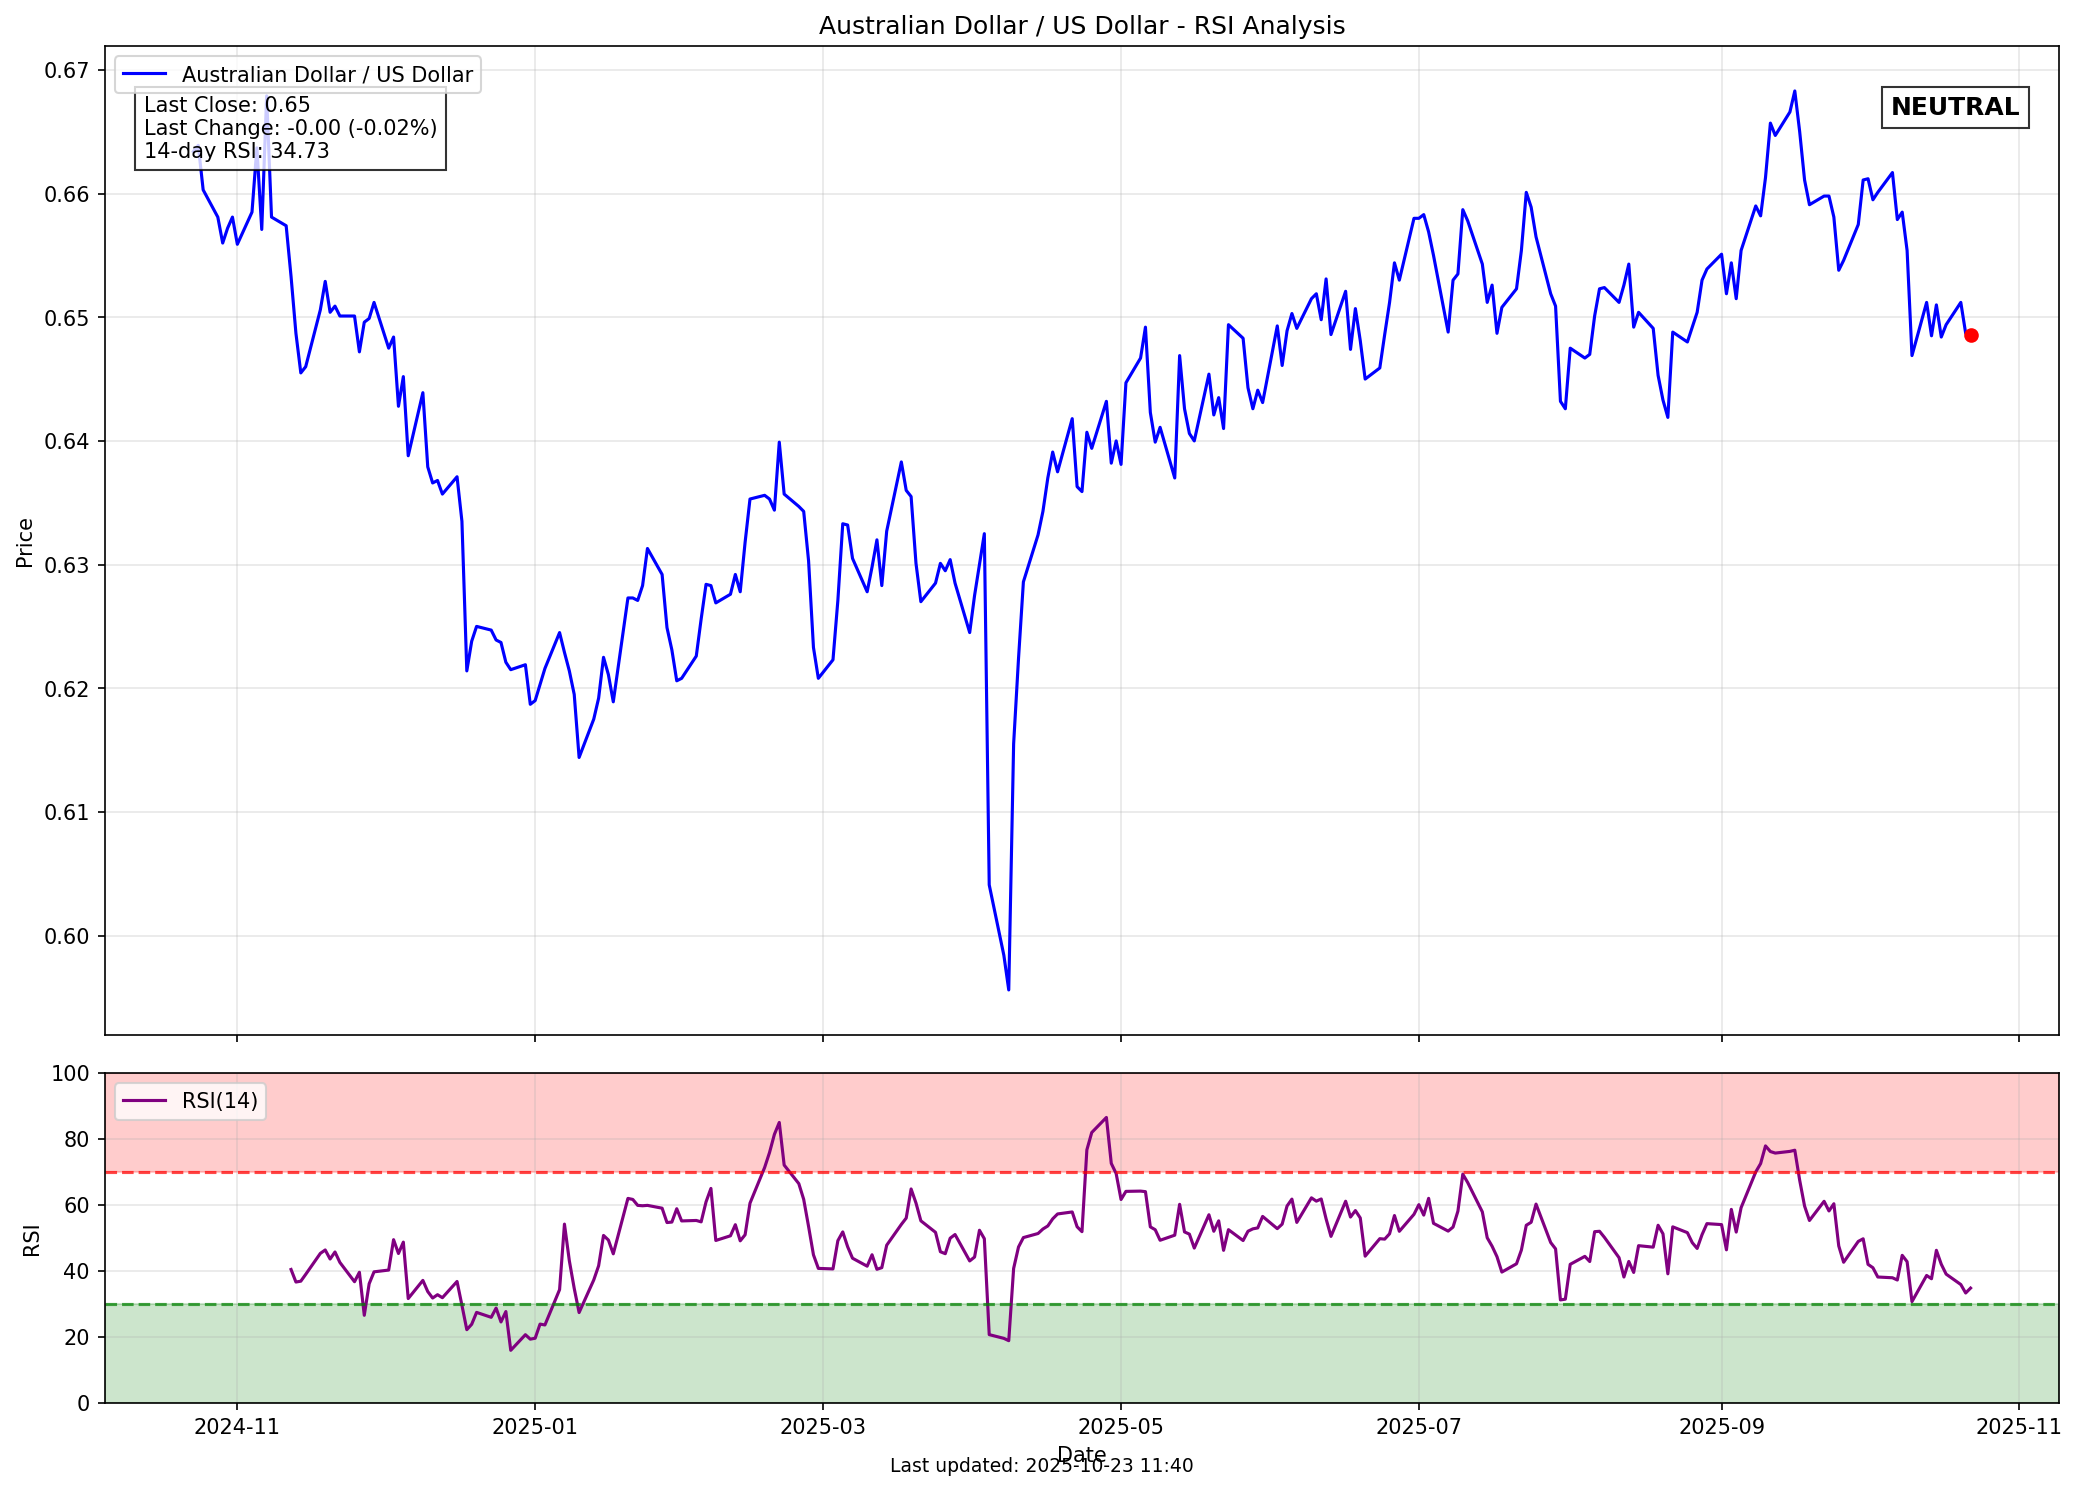 Australian Dollar / US Dollar - RSI Analysis
Australian Dollar / US Dollar
Last Close: 0.65
Last Change: -0.00 (-0.02%)
14-day RSI: 34.73
NEUTRAL
0.67
0.66
0.65
0.64
0.63
0.62
0.61
0.60
Price
RSI(14)
100
80
60
40
20
0
RSI
2024-11
2025-01
2025-03
2025-05
2025-07
2025-09
2025-11
Date
Last updated: 2025-10-23 11:40